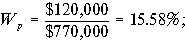 W_p = $120,000 / $770,000 = 15.58%;